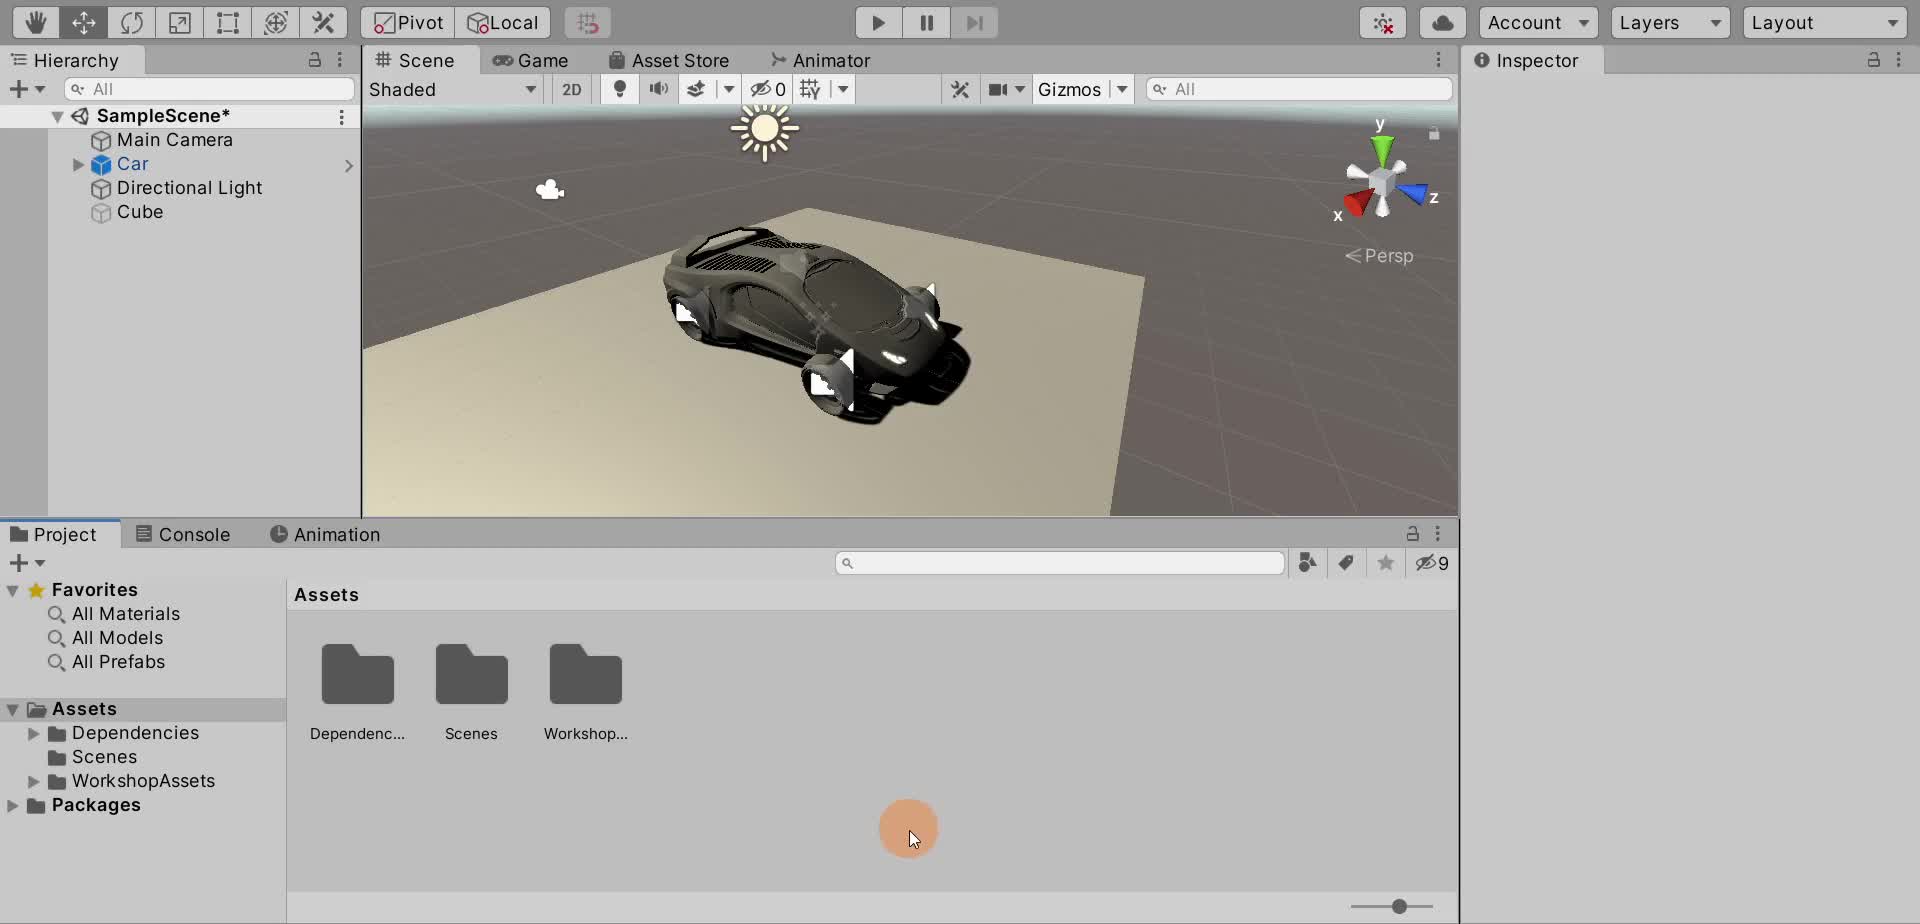 Pivot Local Account Layers Layout
Hierarchy Scene Game Asset Store Animator Inspector
All Shaded 2D 0 Gizmos All
SampleScene*
Main Camera
Car
Directional Light
Cube
y
z
x
Persp
Project Console Animation
9
Favorites
All Materials
All Models
All Prefabs
Assets
Dependencies
Scenes
WorkshopAssets
Packages
Assets
Dependenc... Scenes Workshop...